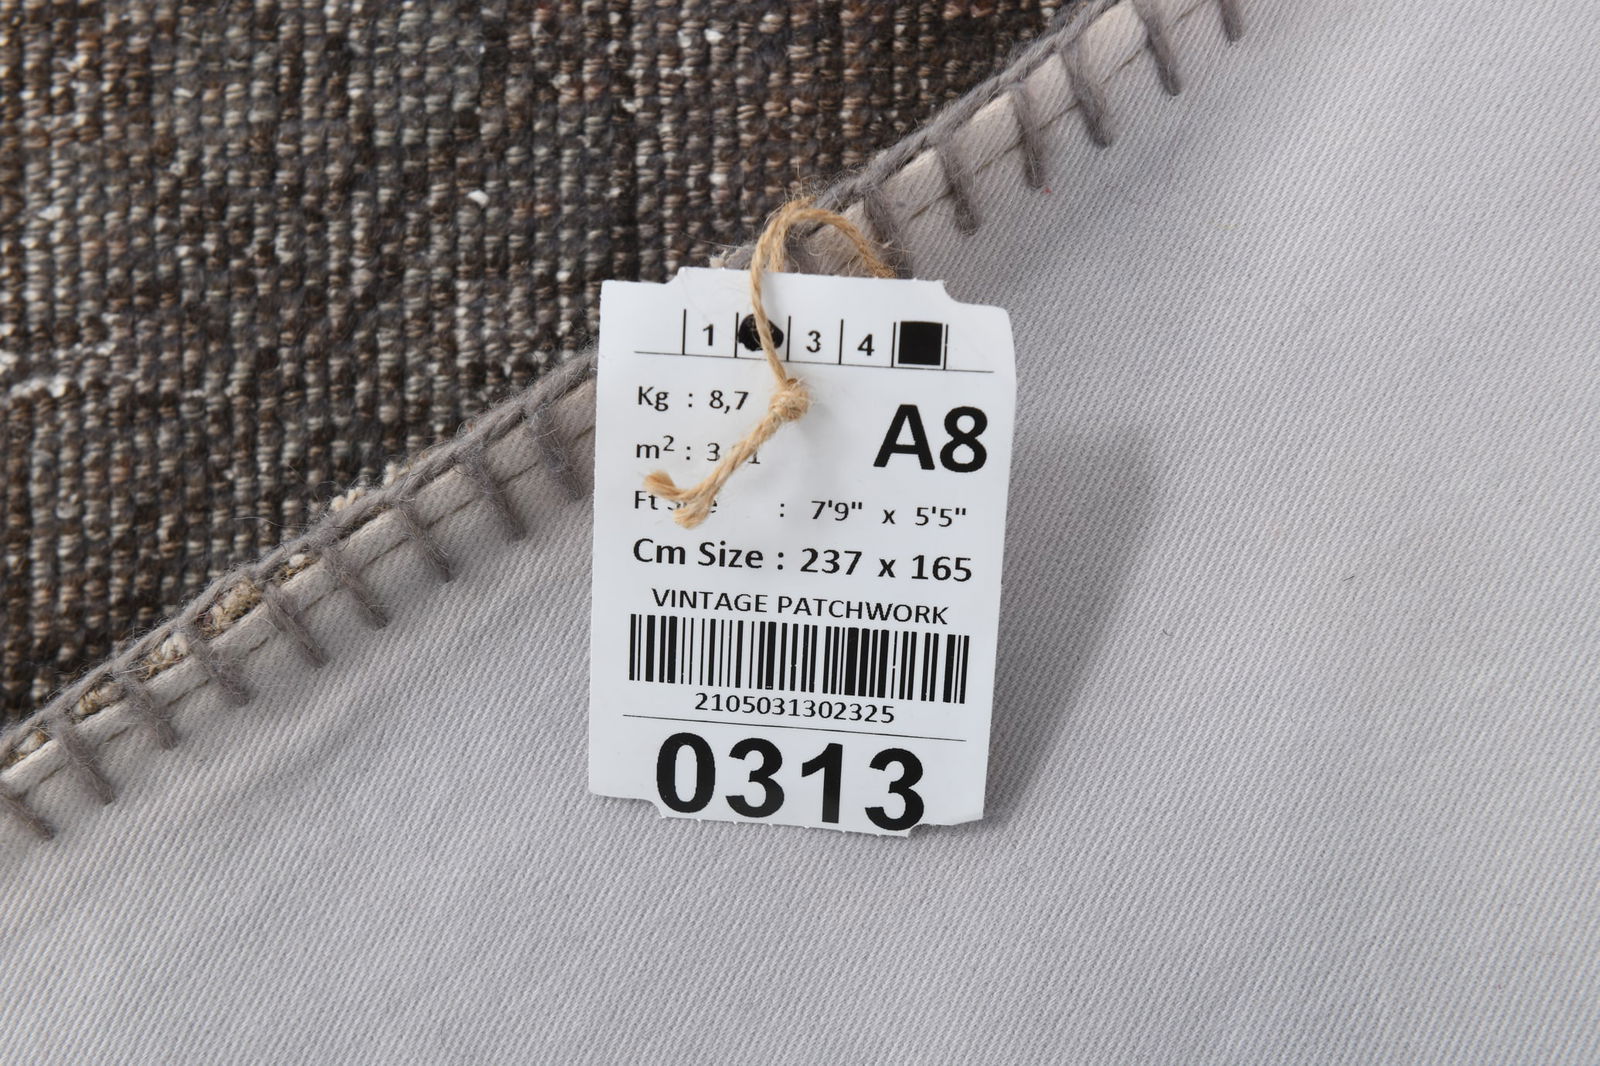 1 3 4
Kg : 8,7
A8
m² : 3
Ft : 7'9" x 5'5"
Cm Size : 237 x 165
VINTAGE PATCHWORK
2105031302325
0313